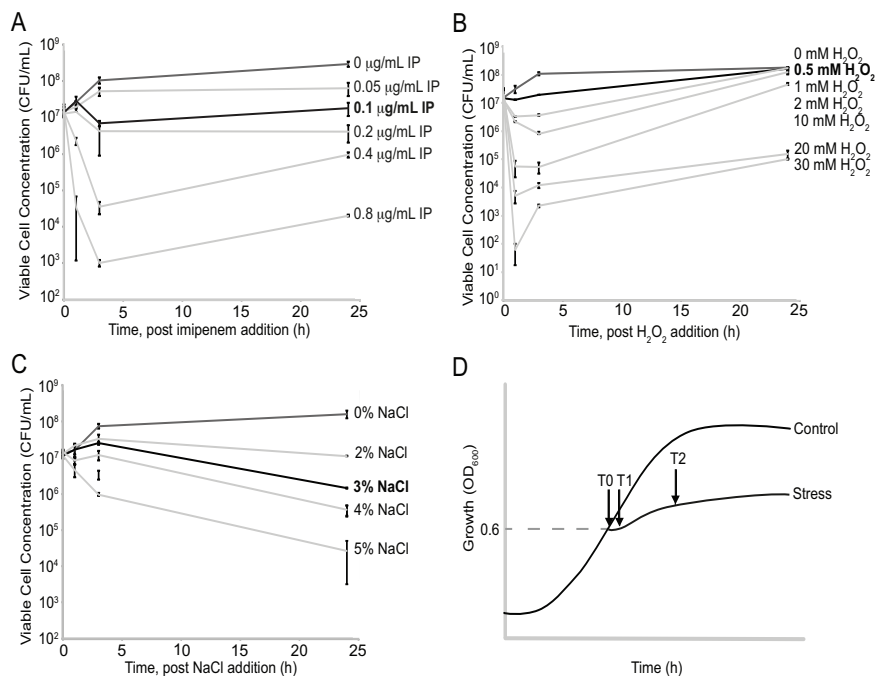 A
Viable Cell Concentration (CFU/mL)
10⁹
10⁸
10⁷
10⁶
10⁵
10⁴
10³
10²
0 5 10 15 20 25
Time, post imipenem addition (h)
0 µg/mL IP
0.05 µg/mL IP
0.1 µg/mL IP
0.2 µg/mL IP
0.4 µg/mL IP
0.8 µg/mL IP
B
Viable Cell Concentration (CFU/mL)
10⁹
10⁸
10⁷
10⁶
10⁵
10⁴
10³
10²
10¹
10⁰
0 5 10 15 20 25
Time, post H₂O₂ addition (h)
0 mM H₂O₂
0.5 mM H₂O₂
1 mM H₂O₂
2 mM H₂O₂
10 mM H₂O₂
20 mM H₂O₂
30 mM H₂O₂
C
Viable Cell Concentration (CFU/mL)
10⁹
10⁸
10⁷
10⁶
10⁵
10⁴
10³
10²
0 5 10 15 20 25
Time, post NaCl addition (h)
0% NaCl
2% NaCl
3% NaCl
4% NaCl
5% NaCl
D
Growth (OD₆₀₀)
0.6
T0 T1
T2
Control
Stress
Time (h)